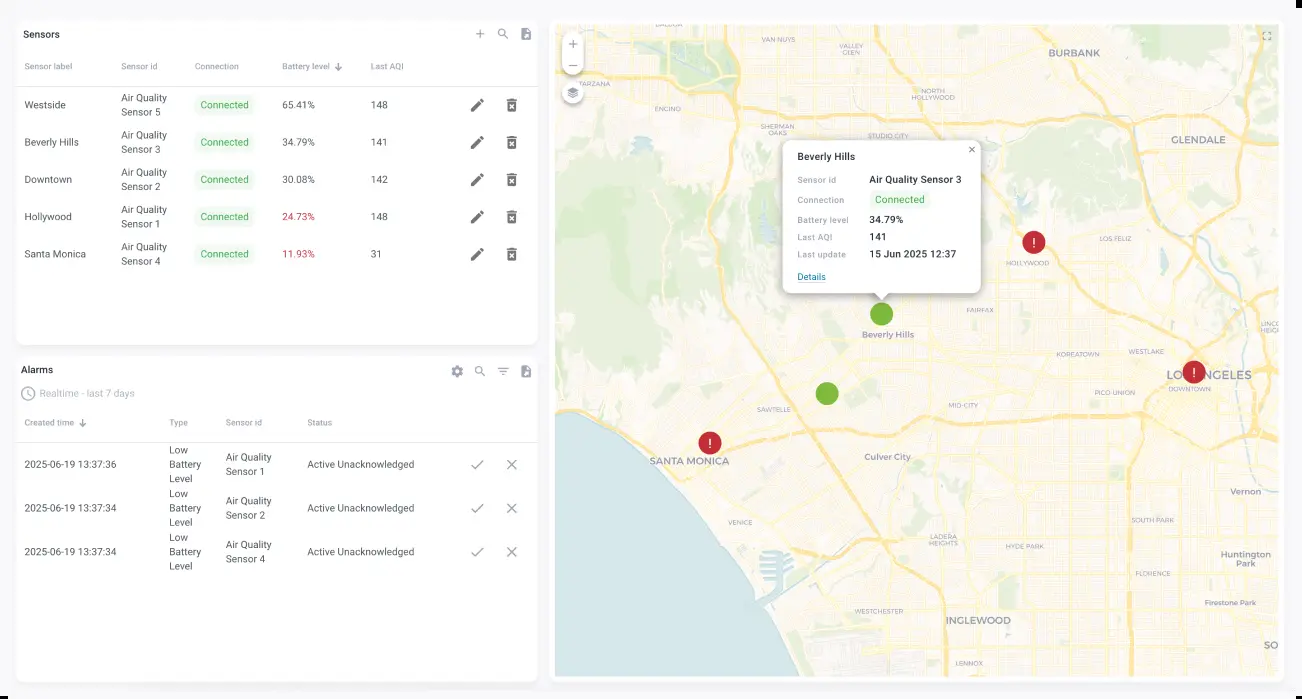 Sensors
Sensor label Sensor id Connection Battery level Last AQI
Westside Air Quality Sensor 5 Connected 65.41% 148
Beverly Hills Air Quality Sensor 3 Connected 34.79% 141
Downtown Air Quality Sensor 2 Connected 30.08% 142
Hollywood Air Quality Sensor 1 Connected 24.73% 148
Santa Monica Air Quality Sensor 4 Connected 11.93% 31
Alarms
Realtime - last 7 days
Created time Type Sensor id Status
2025-06-19 13:37:36 Low Battery Level Air Quality Sensor 1 Active Unacknowledged
2025-06-19 13:37:34 Low Battery Level Air Quality Sensor 2 Active Unacknowledged
2025-06-19 13:37:34 Low Battery Level Air Quality Sensor 4 Active Unacknowledged
+
−
VAN NUYS
VALLEY GLEN
BURBANK
TARZANA
ENCINO
NORTH HOLLYWOOD
SHERMAN OAKS
STUDIO CITY
GLENDALE
Beverly Hills
Sensor id Air Quality Sensor 3
Connection Connected
Battery level 34.79%
Last AQI 141
Last update 15 Jun 2025 12:37
Details
!
HOLLYWOOD
LOS FELIZ
Beverly Hills
FAIRFAX
KOREATOWN
WESTLAKE
!
LOS ANGELES
DOWNTOWN
PICO UNION
MID-CITY
SAWTELLE
!
SANTA MONICA
Culver City
VENICE
Vernon
SOUTH PARK
LADERA HEIGHTS
HYDE PARK
Huntington Park
FLORENCE
Firestone Park
WESTCHESTER
INGLEWOOD
LENNOX
SO